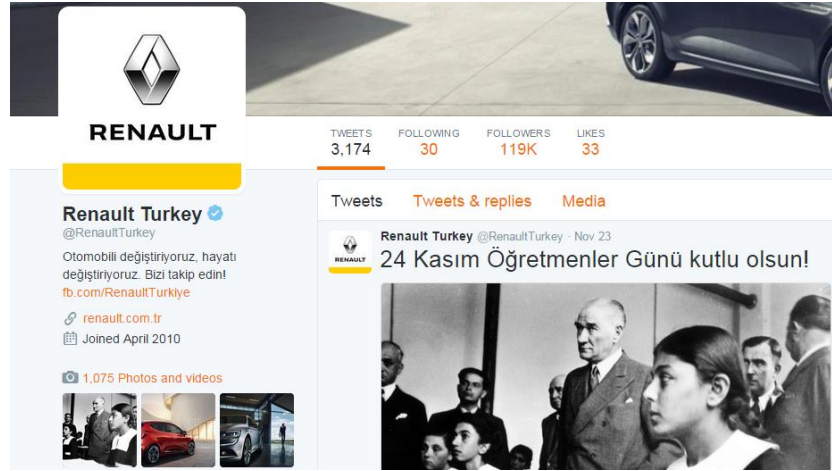 RENAULT
TWEETS FOLLOWING FOLLOWERS LIKES
3,174 30 119K 33
Tweets Tweets & replies Media
Renault Turkey
@RenaultTurkey
Otomobili değiştiriyoruz, hayatı
değiştiriyoruz. Bizi takip edin!
fb.com/RenaultTurkiye
renault.com.tr
Joined April 2010
1,075 Photos and videos
RENAULT
Renault Turkey @RenaultTurkey · Nov 23
24 Kasım Öğretmenler Günü kutlu olsun!